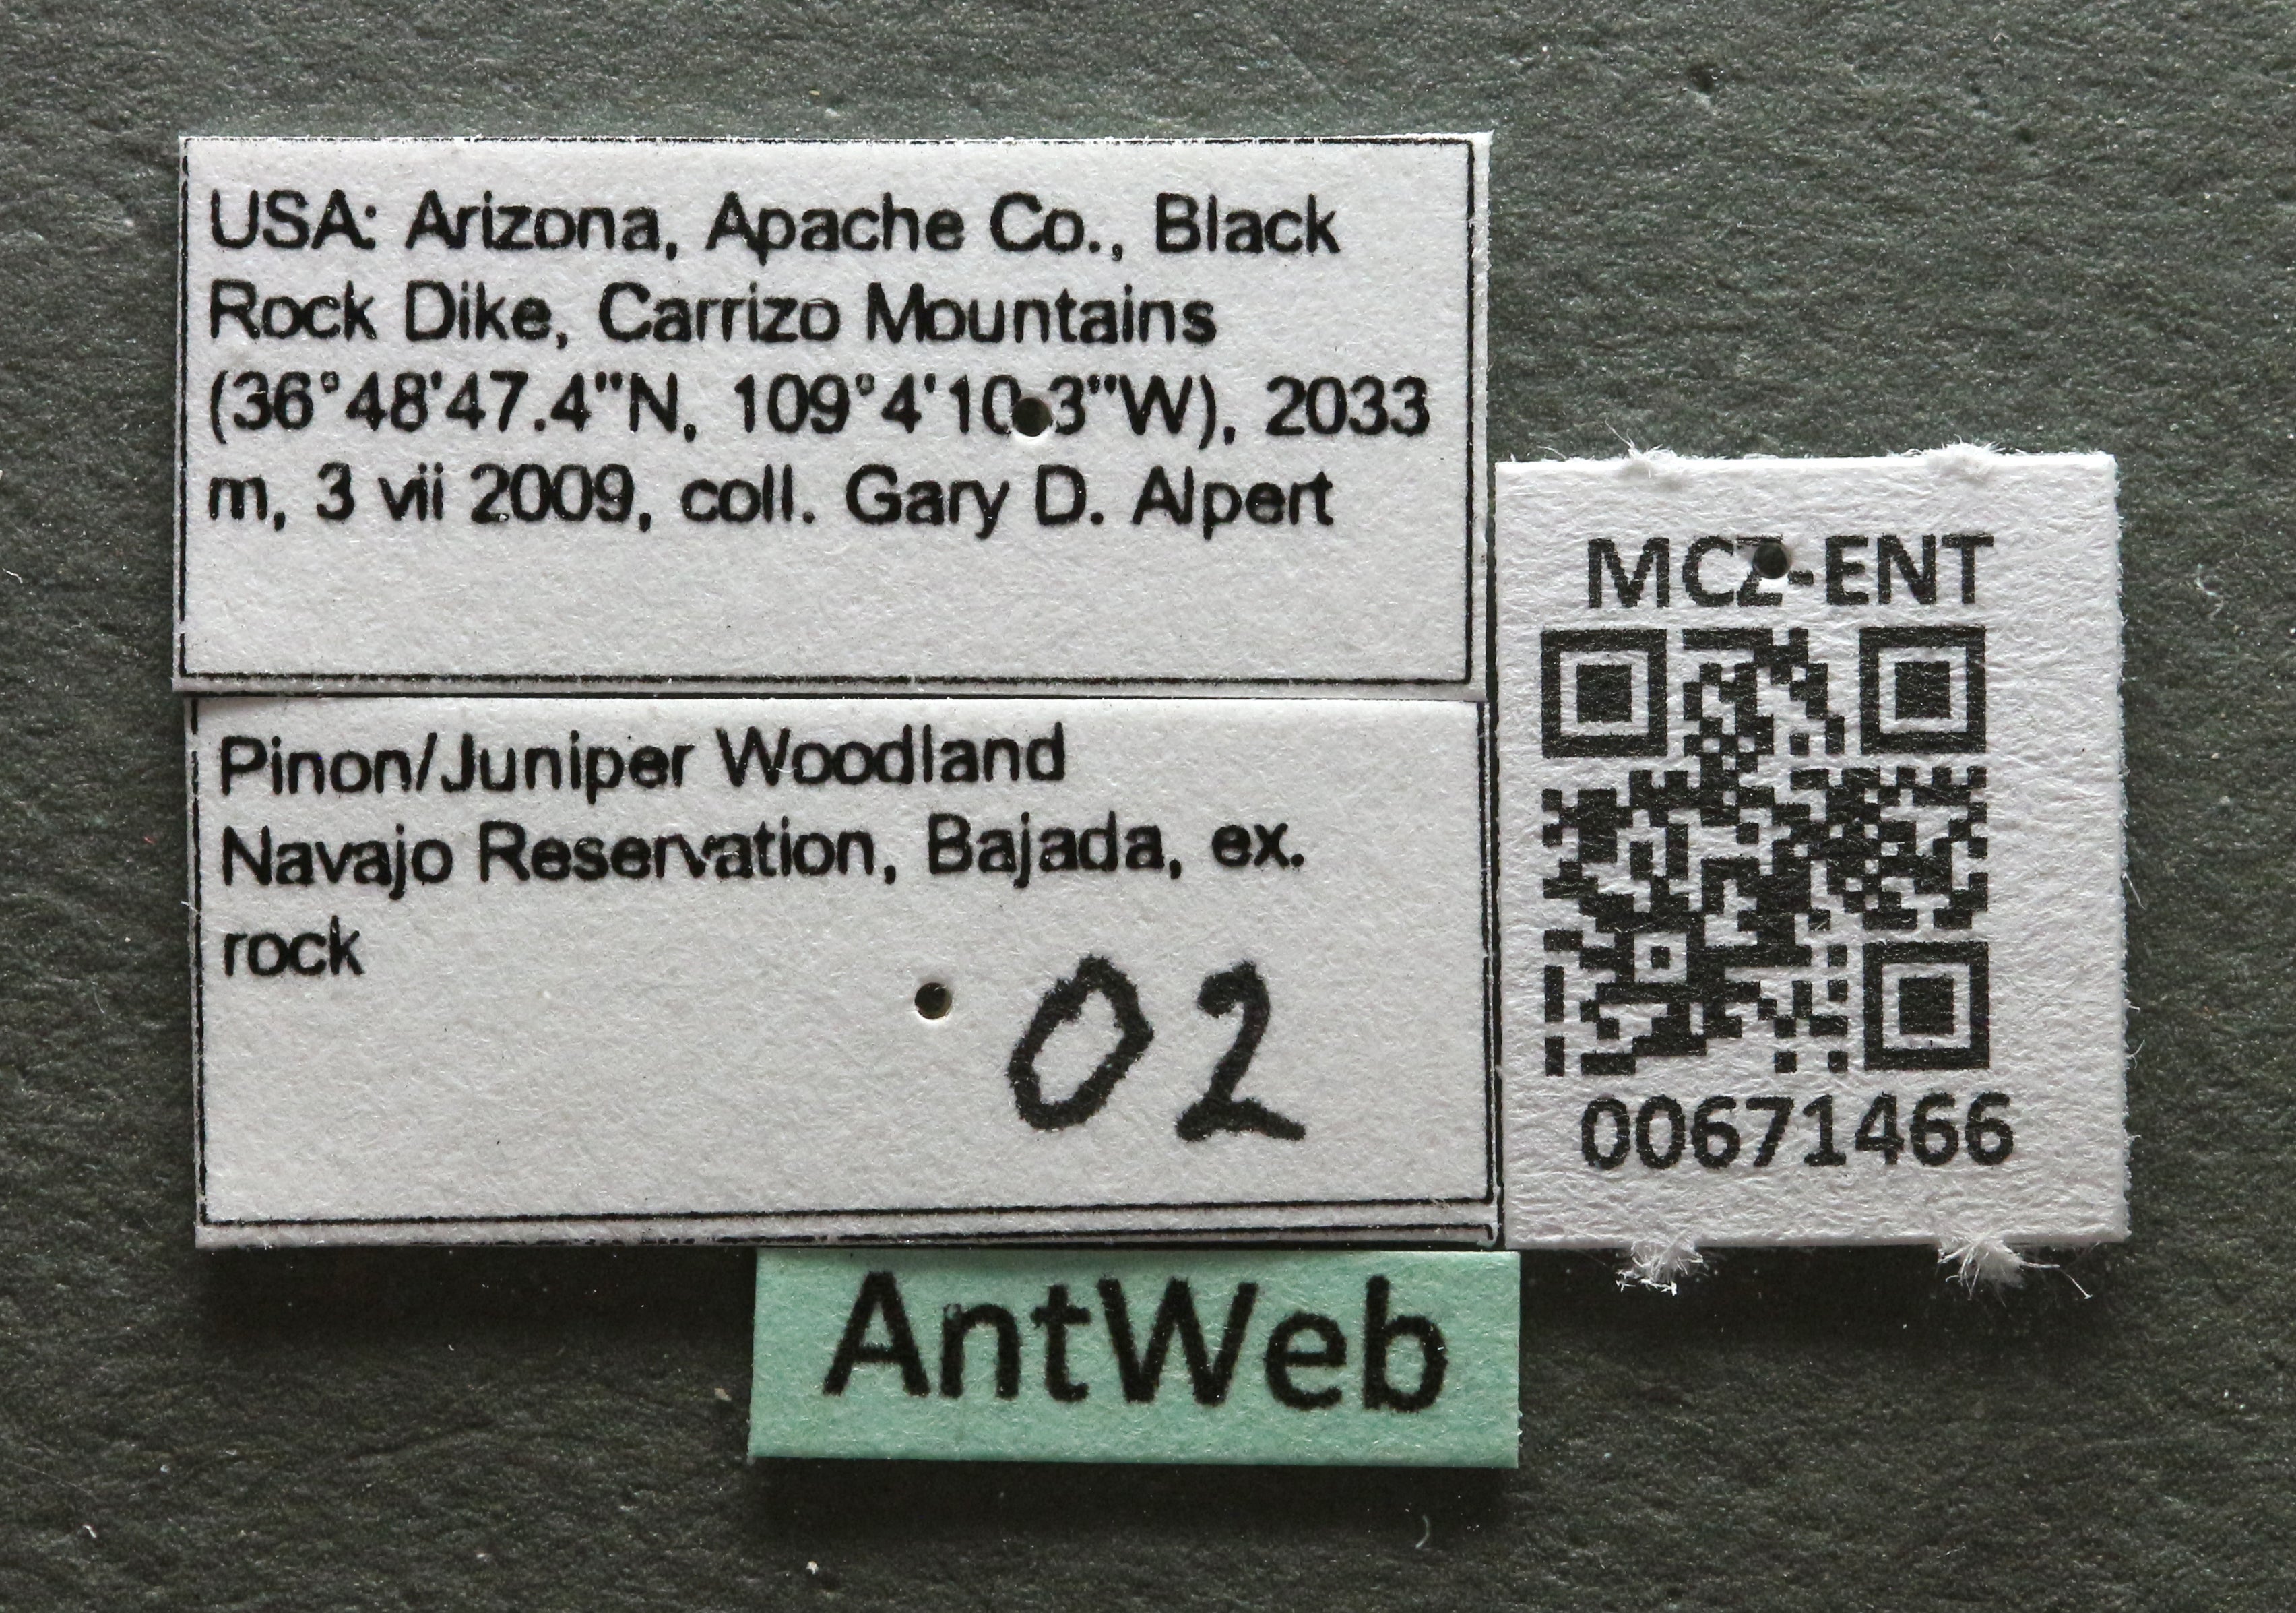 USA: Arizona, Apache Co., Black
Rock Dike, Carrizo Mountains
(36°48'47.4"N, 109°4'10.3"W), 2033
m, 3 vii 2009, coll. Gary D. Alpert
Pinon/Juniper Woodland
Navajo Reservation, Bajada, ex.
rock
02
MCZ-ENT
00671466
AntWeb